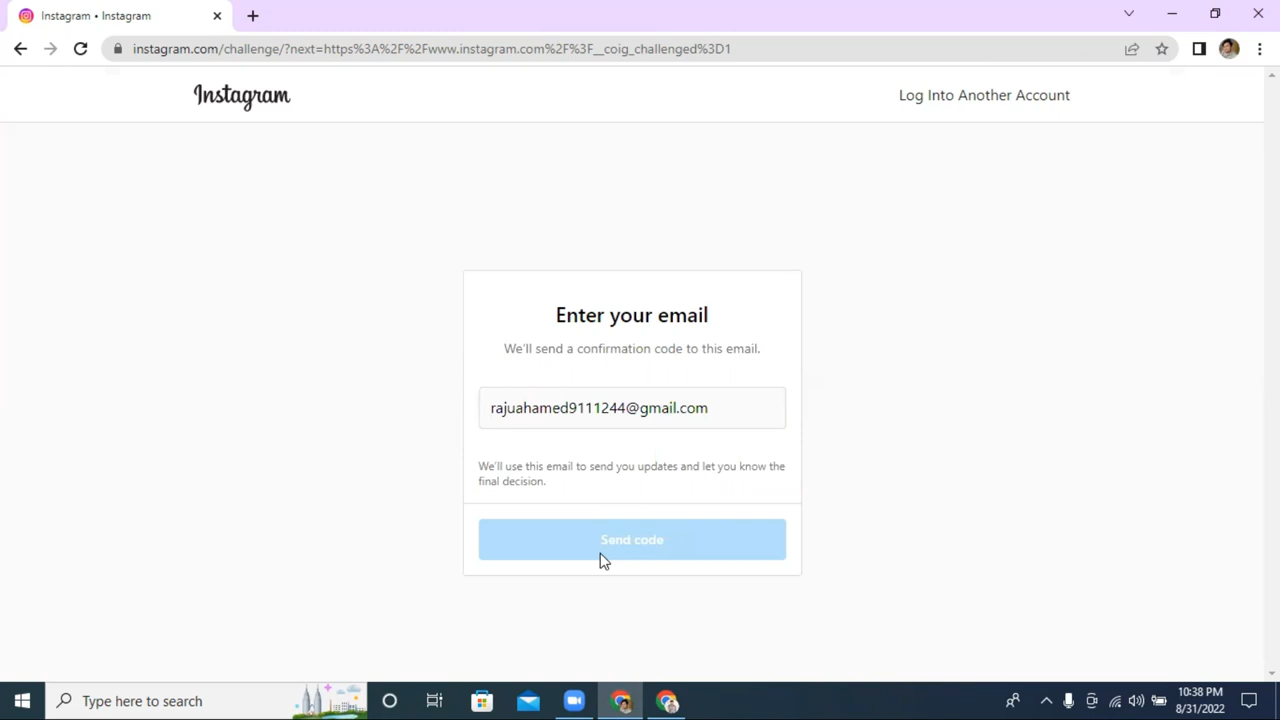 Instagram • Instagram
instagram.com/challenge/?next=https%3A%2F%2Fwww.instagram.com%2F%3F__coig_challenged%3D1
Instagram
Log Into Another Account
Enter your email
We'll send a confirmation code to this email.
rajuahamed9111244@gmail.com
We'll use this email to send you updates and let you know the
final decision.
Send code
Type here to search
10:38 PM
8/31/2022